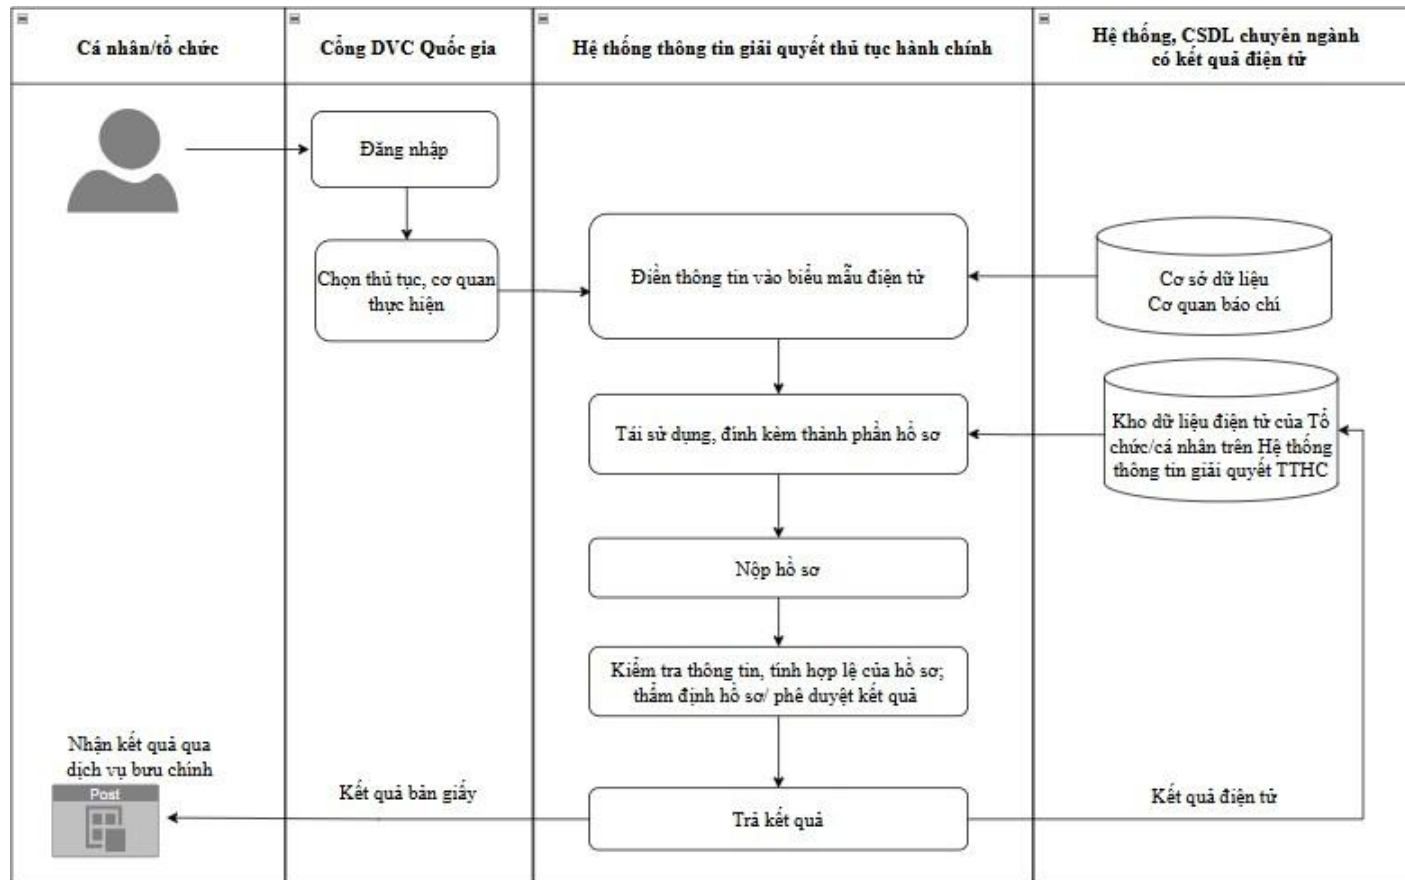 Cá nhân/tổ chức
Cổng DVC Quốc gia
Hệ thống thông tin giải quyết thủ tục hành chính
Hệ thống, CSDL chuyên ngành
có kết quả điện tử
Đăng nhập
Chọn thủ tục, cơ quan
thực hiện
Điền thông tin vào biểu mẫu điện tử
Cơ sở dữ liệu
Cơ quan báo chí
Tái sử dụng, đính kèm thành phần hồ sơ
Kho dữ liệu điện tử của Tổ
chức/cá nhân trên Hệ thống
thông tin giải quyết TTHC
Nộp hồ sơ
Kiểm tra thông tin, tính hợp lệ của hồ sơ;
thẩm định hồ sơ/ phê duyệt kết quả
Nhận kết quả qua
dịch vụ bưu chính
Post
Kết quả bản giấy
Trả kết quả
Kết quả điện tử